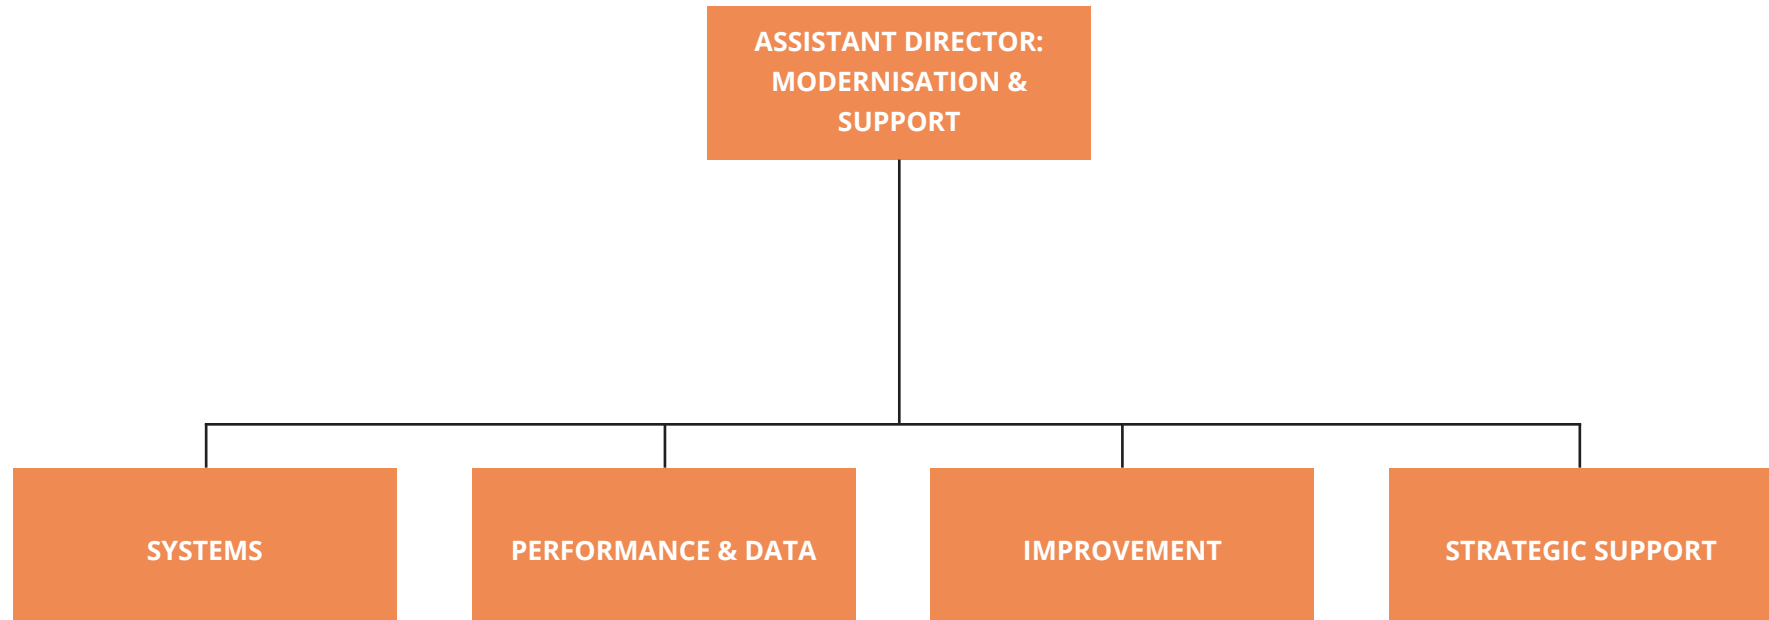 ASSISTANT DIRECTOR:
MODERNISATION &
SUPPORT
SYSTEMS
PERFORMANCE & DATA
IMPROVEMENT
STRATEGIC SUPPORT